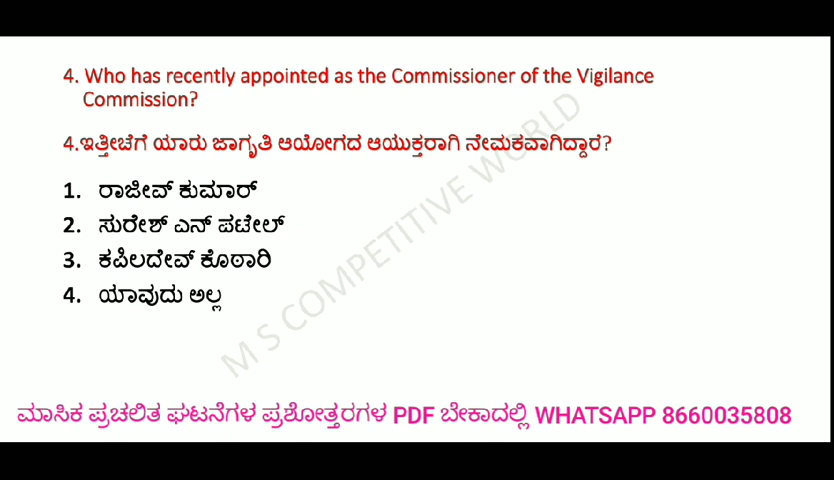 4. Who has recently appointed as the Commissioner of the Vigilance
Commission?
4.ಇತ್ತೀಚೆಗೆ ಯಾರು ಜಾಗೃತಿ ಆಯೋಗದ ಆಯುಕ್ತರಾಗಿ ನೇಮಕವಾಗಿದ್ದಾರೆ?
1. ರಾಜೀವ್ ಕುಮಾರ್
2. ಸುರೇಶ್ ಎನ್ ಪಟೇಲ್
3. ಕಪಿಲದೇವ್ ಕೊಠಾರಿ
4. ಯಾವುದು ಅಲ್ಲ
M S COMPETITIVE WORLD
ಮಾಸಿಕ ಪ್ರಚಲಿತ ಘಟನೆಗಳ ಪ್ರಶೋತ್ತರಗಳ PDF ಬೇಕಾದಲ್ಲಿ WHATSAPP 8660035808